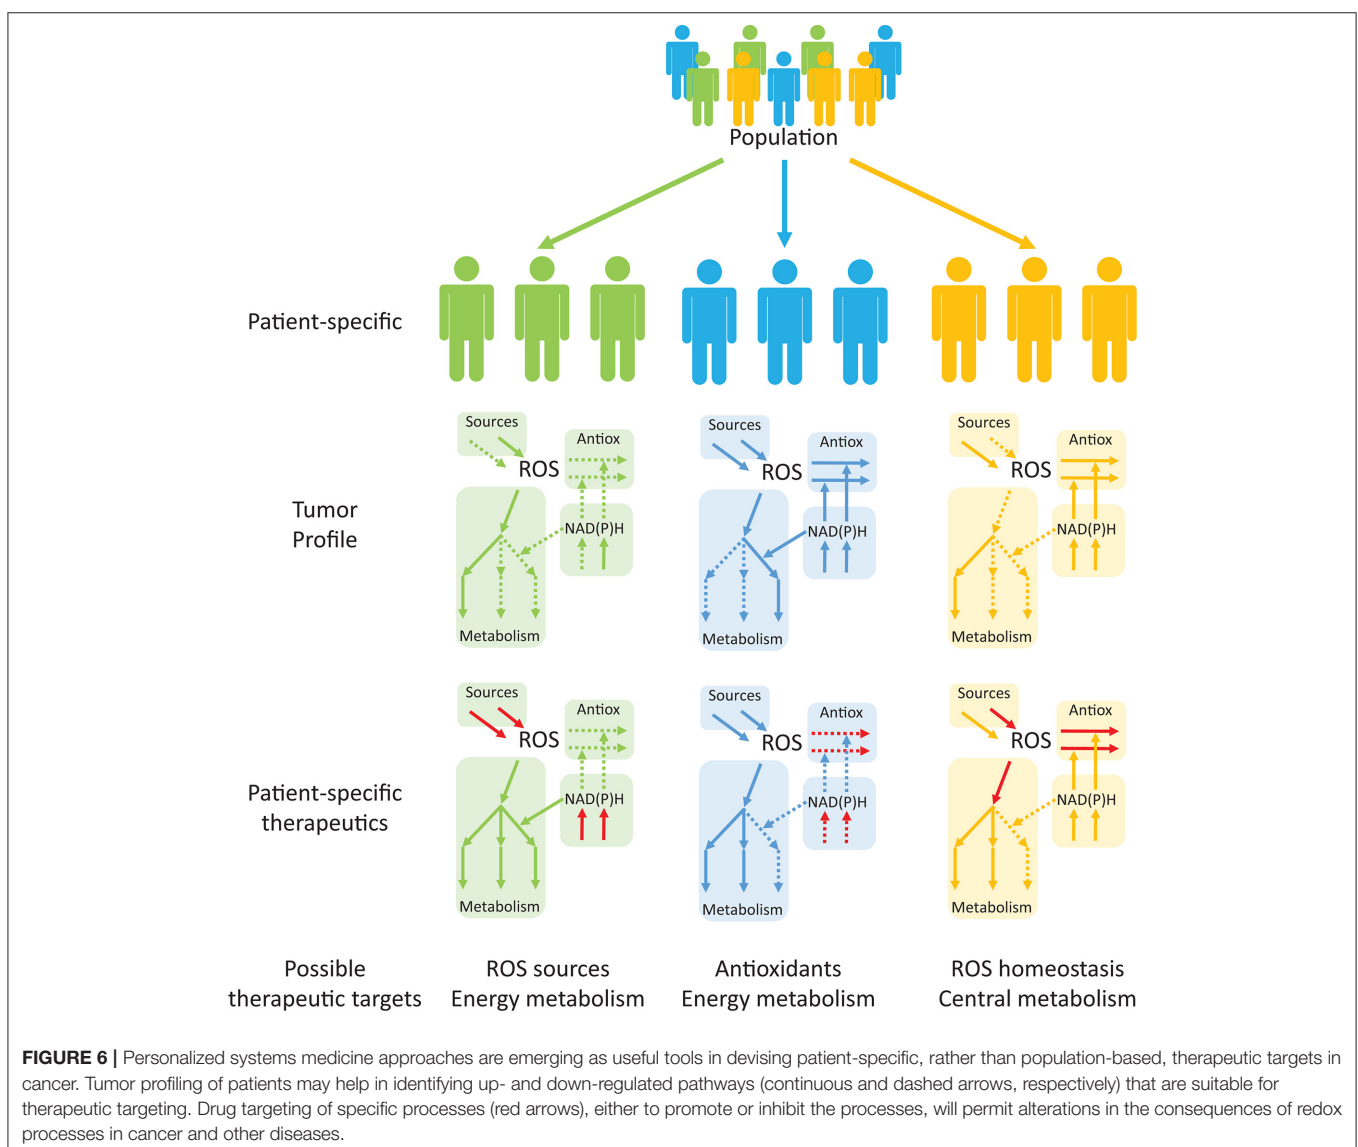 Population
Patient-specific
Sources
ROS
Antiox
NAD(P)H
Metabolism
Sources
ROS
Antiox
NAD(P)H
Metabolism
Sources
ROS
Antiox
NAD(P)H
Metabolism
Tumor
Profile
Sources
ROS
Antiox
NAD(P)H
Metabolism
Sources
ROS
Antiox
NAD(P)H
Metabolism
Sources
ROS
Antiox
NAD(P)H
Metabolism
Patient-specific
therapeutics
Possible
therapeutic targets
ROS sources
Energy metabolism
Antioxidants
Energy metabolism
ROS homeostasis
Central metabolism
FIGURE 6 | Personalized systems medicine approaches are emerging as useful tools in devising patient-specific, rather than population-based, therapeutic targets in
cancer. Tumor profiling of patients may help in identifying up- and down-regulated pathways (continuous and dashed arrows, respectively) that are suitable for
therapeutic targeting. Drug targeting of specific processes (red arrows), either to promote or inhibit the processes, will permit alterations in the consequences of redox
processes in cancer and other diseases.